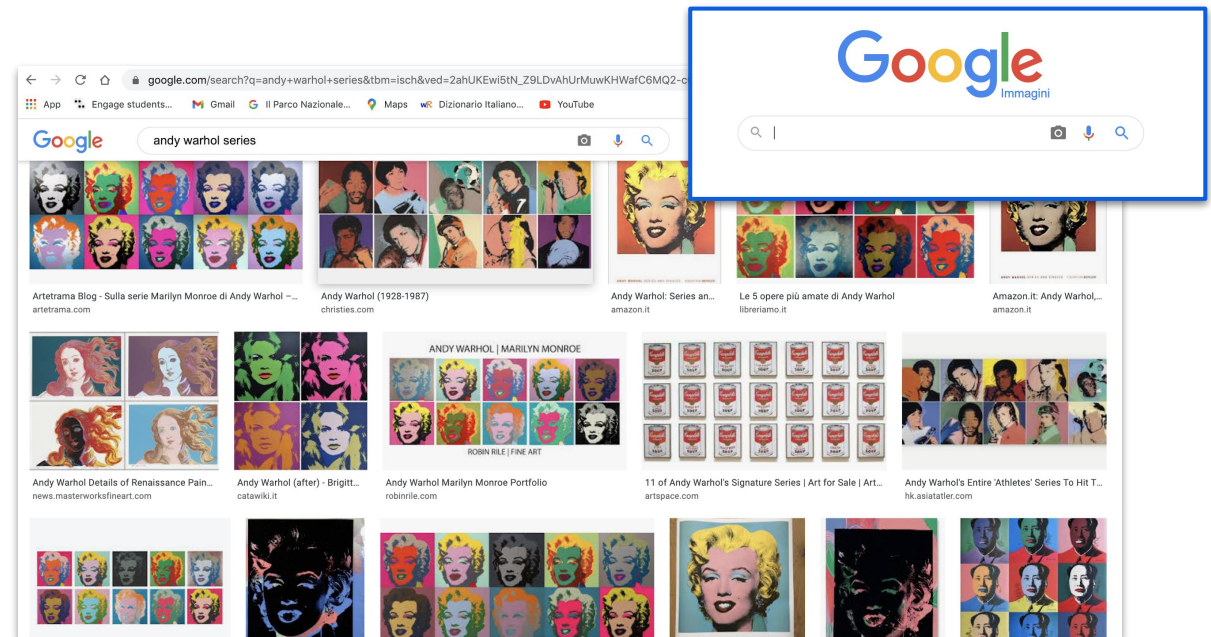 Google
Immagini
google.com/search?q=andy+warhol+series&tbm=isch&ved=2ahUKEwi5tN_Z9LDvAhUrMuwKHWafC6MQ2-c
App Engage students... Gmail Il Parco Nazionale... Maps Dizionario Italiano... YouTube
Google andy warhol series
Artetrama Blog - Sulla serie Marilyn Monroe di Andy Warhol –...
artetrama.com
Andy Warhol (1928-1987)
christies.com
Andy Warhol: Series an...
amazon.it
Le 5 opere più amate di Andy Warhol
libreriamo.it
Amazon.it: Andy Warhol,...
amazon.it
ANDY WARHOL | MARILYN MONROE
ROBIN RILE | FINE ART
Andy Warhol Details of Renaissance Pain...
news.masterworksfineart.com
Andy Warhol (after) - Brigitt...
catawiki.it
Andy Warhol Marilyn Monroe Portfolio
robinrile.com
11 of Andy Warhol's Signature Series | Art for Sale | Art...
artspace.com
Andy Warhol's Entire 'Athletes' Series To Hit T...
hk.asiatatler.com